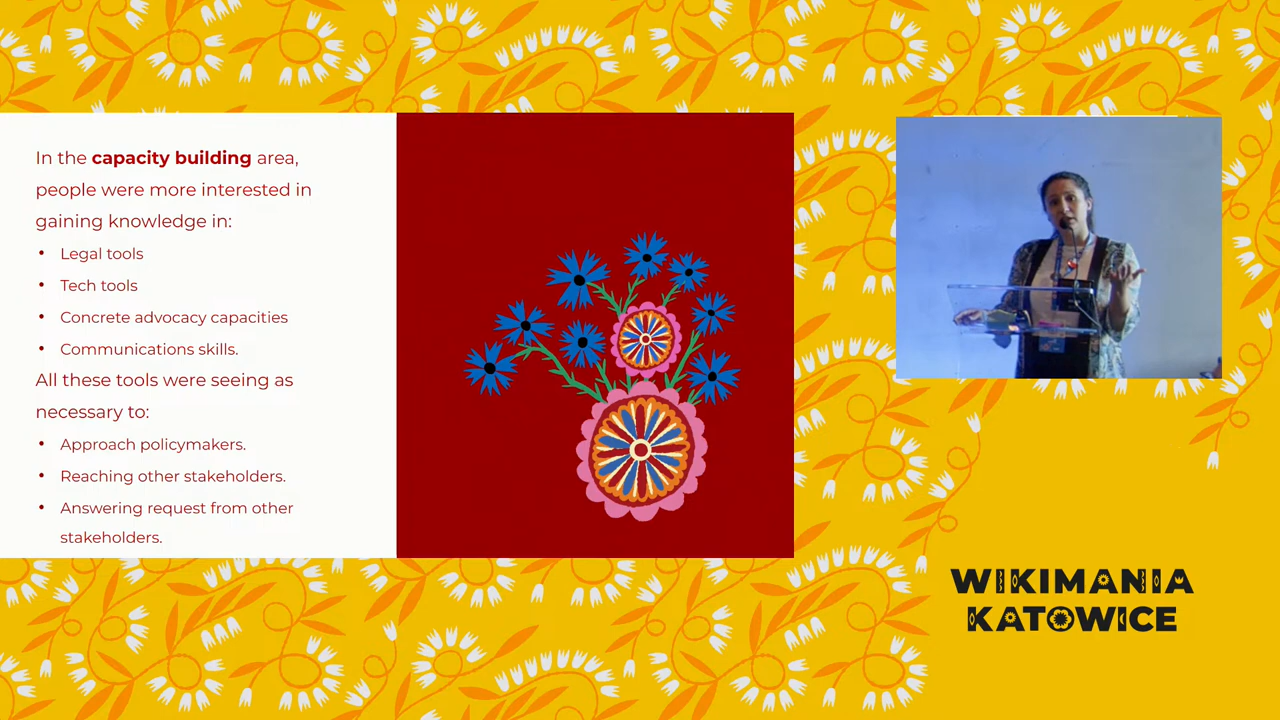 In the capacity building area,
people were more interested in
gaining knowledge in:
• Legal tools
• Tech tools
• Concrete advocacy capacities
• Communications skills.
All these tools were seeing as
necessary to:
• Approach policymakers.
• Reaching other stakeholders.
• Answering request from other
stakeholders.
WIKIMANIA
KATOWICE